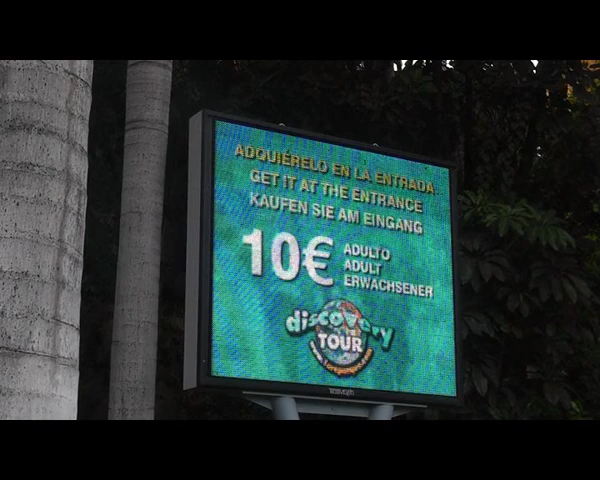 ADQUIÉRELO EN LA ENTRADA
GET IT AT THE ENTRANCE
KAUFEN SIE AM EINGANG
10€
ADULTO
ADULT
ERWACHSENER
discovery
TOUR